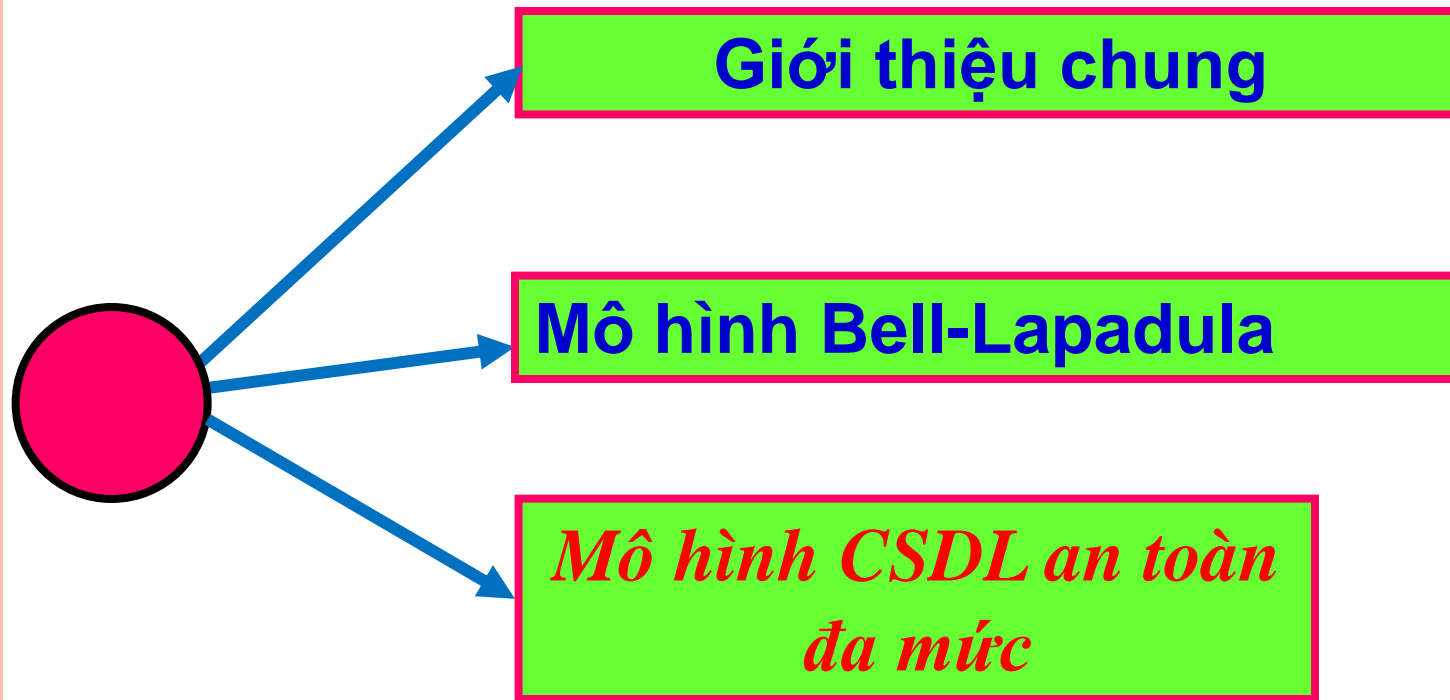 Giới thiệu chung
Mô hình Bell-Lapadula
Mô hình CSDL an toàn
đa mức